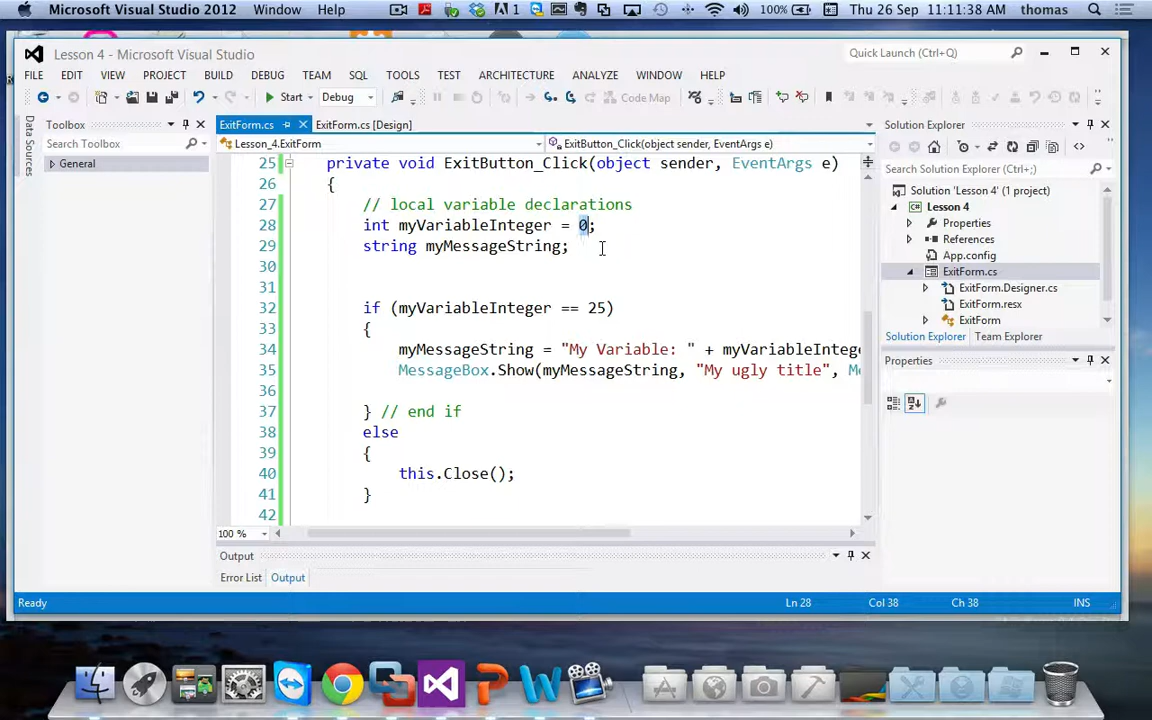 Microsoft Visual Studio 2012 Window Help 1 100% Thu 26 Sep 11:11:38 AM thomas
Lesson 4 - Microsoft Visual Studio Quick Launch (Ctrl+Q)
FILE EDIT VIEW PROJECT BUILD DEBUG TEAM SQL TOOLS TEST ARCHITECTURE ANALYZE WINDOW HELP
Start Debug Code Map
Data Sources
Toolbox
Search Toolbox
General
ExitForm.cs ExitForm.cs [Design]
Lesson_4.ExitForm ExitButton_Click(object sender, EventArgs e)
25 private void ExitButton_Click(object sender, EventArgs e)
26 {
27 // local variable declarations
28 int myVariableInteger = 0;
29 string myMessageString;
30
31
32 if (myVariableInteger == 25)
33 {
34 myMessageString = "My Variable: " + myVariableIntege
35 MessageBox.Show(myMessageString, "My ugly title", M
36
37 } // end if
38 else
39 {
40 this.Close();
41 }
42
100 %
Output
Error List Output
Solution Explorer
Search Solution Explorer (Ctrl+;)
Solution 'Lesson 4' (1 project)
C# Lesson 4
Properties
References
App.config
ExitForm.cs
ExitForm.Designer.cs
ExitForm.resx
ExitForm
Solution Explorer Team Explorer
Properties
Ready Ln 28 Col 38 Ch 38 INS